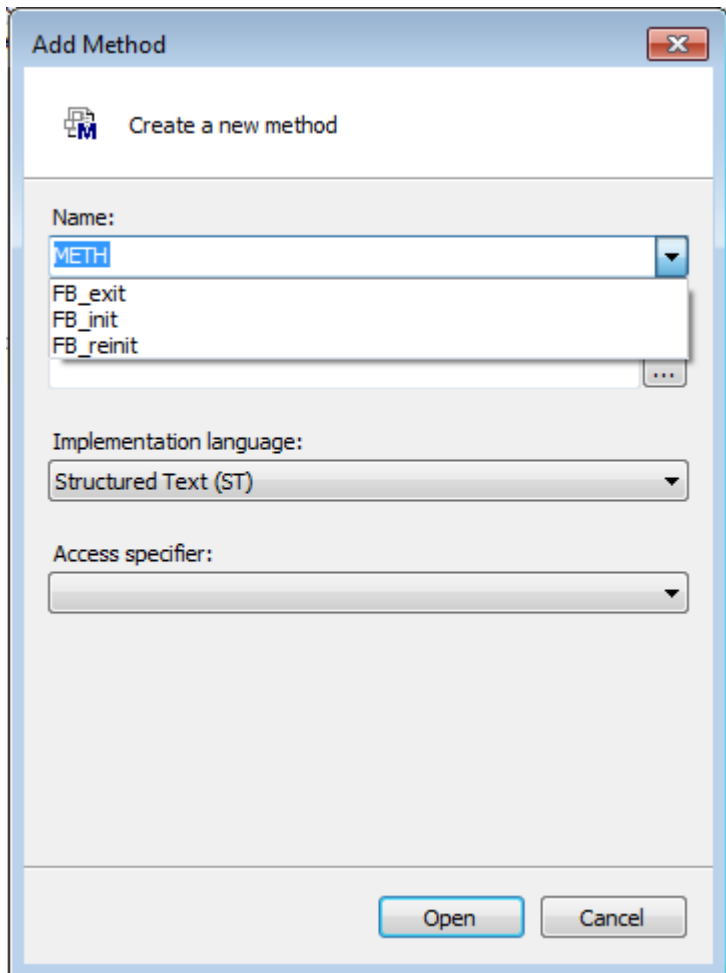 Add Method
Create a new method
Name:
METH
FB_exit
FB_init
FB_reinit
...
Implementation language:
Structured Text (ST)
Access specifier:
Open
Cancel